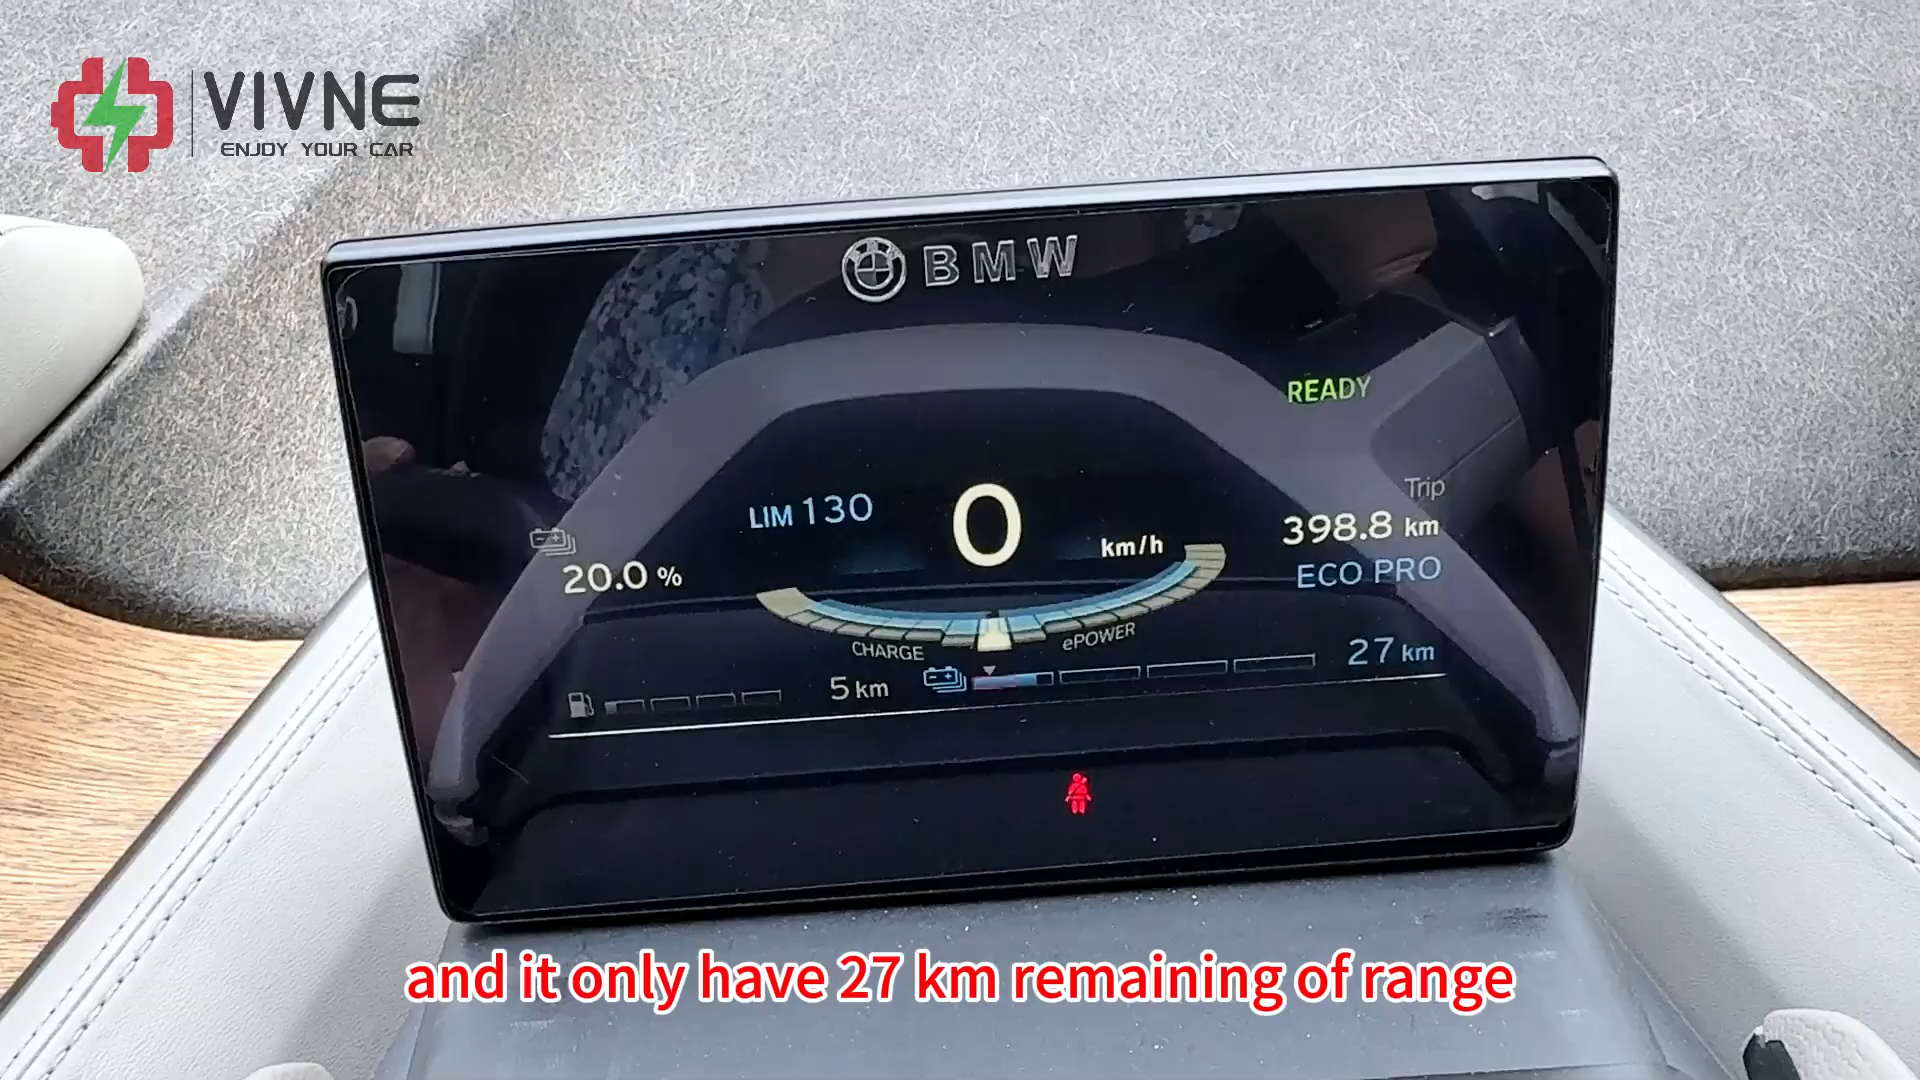 VIVNE
ENJOY YOUR CAR
BMW
READY
LIM 130
0
km/h
Trip
398.8 km
20.0 %
ECO PRO
CHARGE
ePOWER
5 km
27 km
and it only have 27 km remaining of range